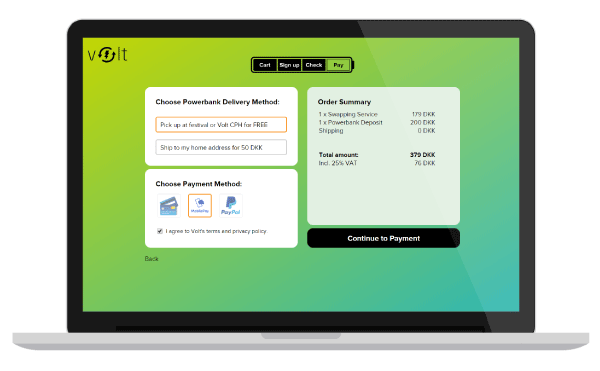 volt
Cart Sign up Check Pay
Choose Powerbank Delivery Method:
Pick up at festival or Volt CPH for FREE
Ship to my home address for 50 DKK
Choose Payment Method:
MobilePay
PayPal
I agree to Volt's terms and privacy policy.
Back
Order Summary
1 x Swapping Service 179 DKK
1 x Powerbank Deposit 200 DKK
Shipping 0 DKK
Total amount: 379 DKK
Incl. 25% VAT 76 DKK
Continue to Payment